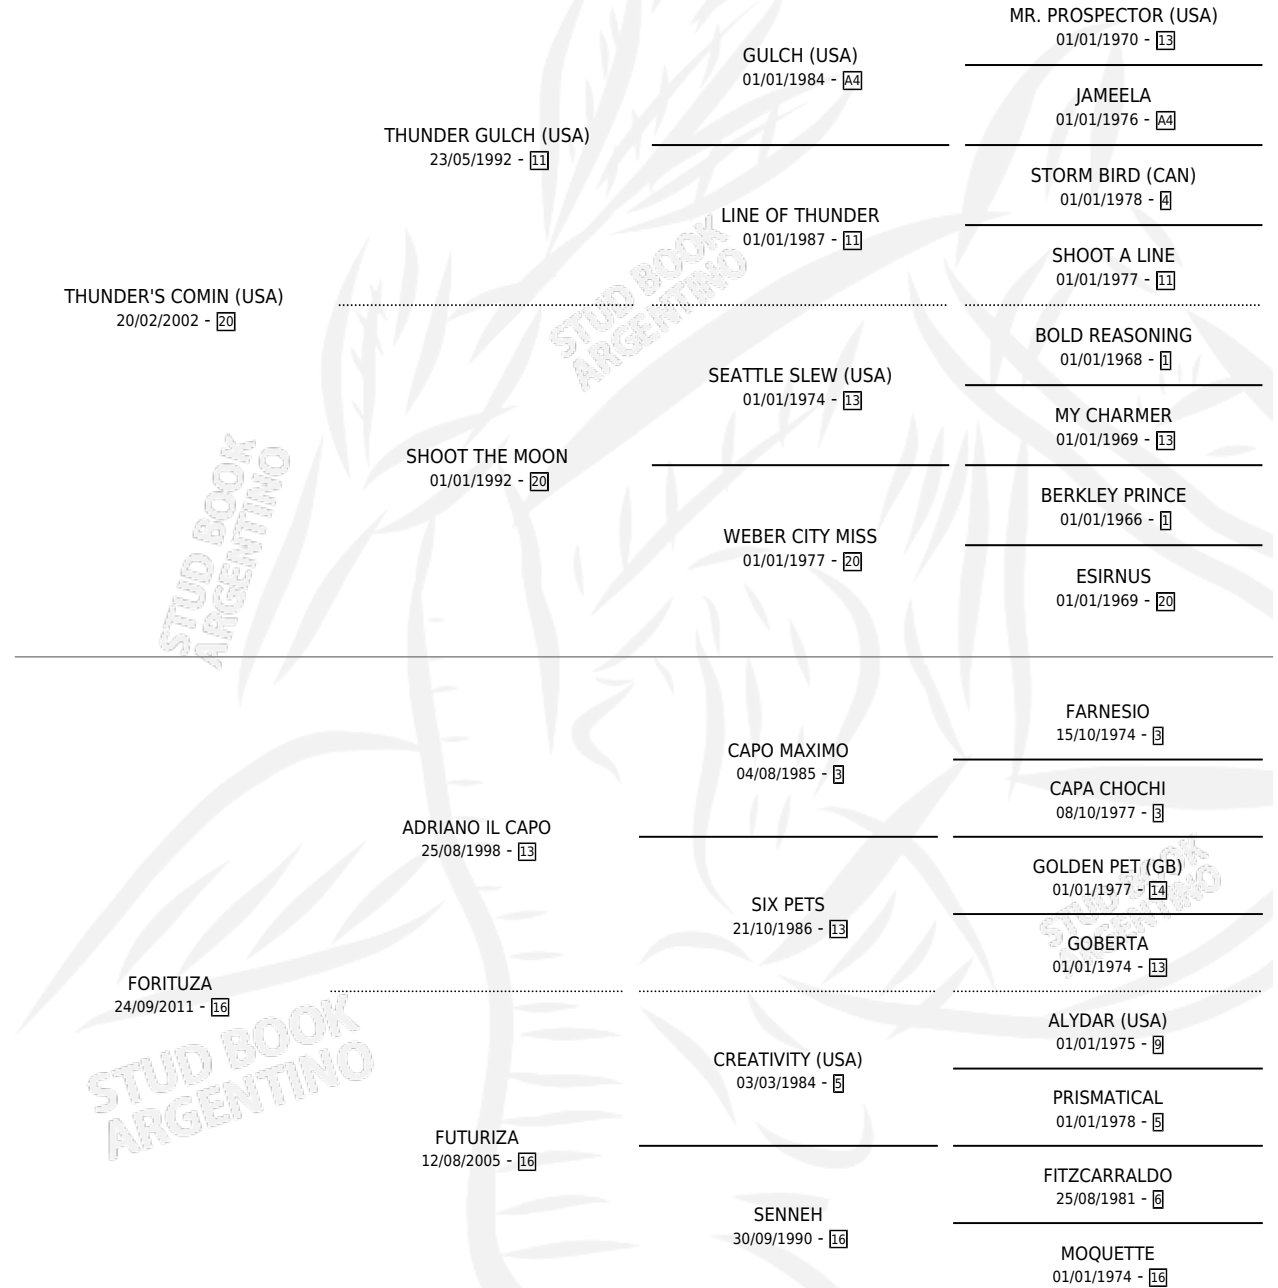 MR. PROSPECTOR (USA)
01/01/1970 - 13
GULCH (USA)
01/01/1984 - A4
JAMEELA
01/01/1976 - A4
THUNDER GULCH (USA)
23/05/1992 - 11
STORM BIRD (CAN)
01/01/1978 - 4
LINE OF THUNDER
01/01/1987 - 11
SHOOT A LINE
01/01/1977 - 11
THUNDER'S COMIN (USA)
20/02/2002 - 20
STUD BOOK
ARGENTINO
BOLD REASONING
01/01/1968 - 1
SEATTLE SLEW (USA)
01/01/1974 - 13
MY CHARMER
01/01/1969 - 13
SHOOT THE MOON
01/01/1992 - 20
BERKLEY PRINCE
01/01/1966 - 1
WEBER CITY MISS
01/01/1977 - 20
ESIRNUS
01/01/1969 - 20
STUD BOOK
ARGENTINO
FARNESIO
15/10/1974 - 3
CAPO MAXIMO
04/08/1985 - 3
CAPA CHOCHI
08/10/1977 - 3
ADRIANO IL CAPO
25/08/1998 - 13
GOLDEN PET (GB)
01/01/1977 - 14
SIX PETS
21/10/1986 - 13
GOBERTA
01/01/1974 - 13
STUD BOOK
ARGENTINO
FORITUZA
24/09/2011 - 16
ALYDAR (USA)
01/01/1975 - 9
CREATIVITY (USA)
03/03/1984 - 5
PRISMATICAL
01/01/1978 - 5
STUD BOOK
ARGENTINO
FUTURIZA
12/08/2005 - 16
FITZCARRALDO
25/08/1981 - 6
SENNEH
30/09/1990 - 16
MOQUETTE
01/01/1974 - 16